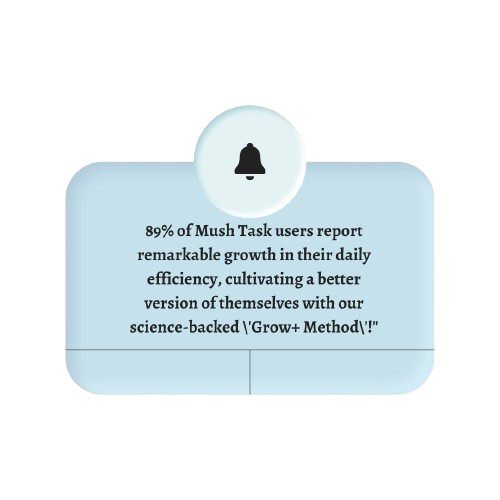 89% of Mush Task users report
remarkable growth in their daily
efficiency, cultivating a better
version of themselves with our
science-backed \'Grow+ Method\'!"